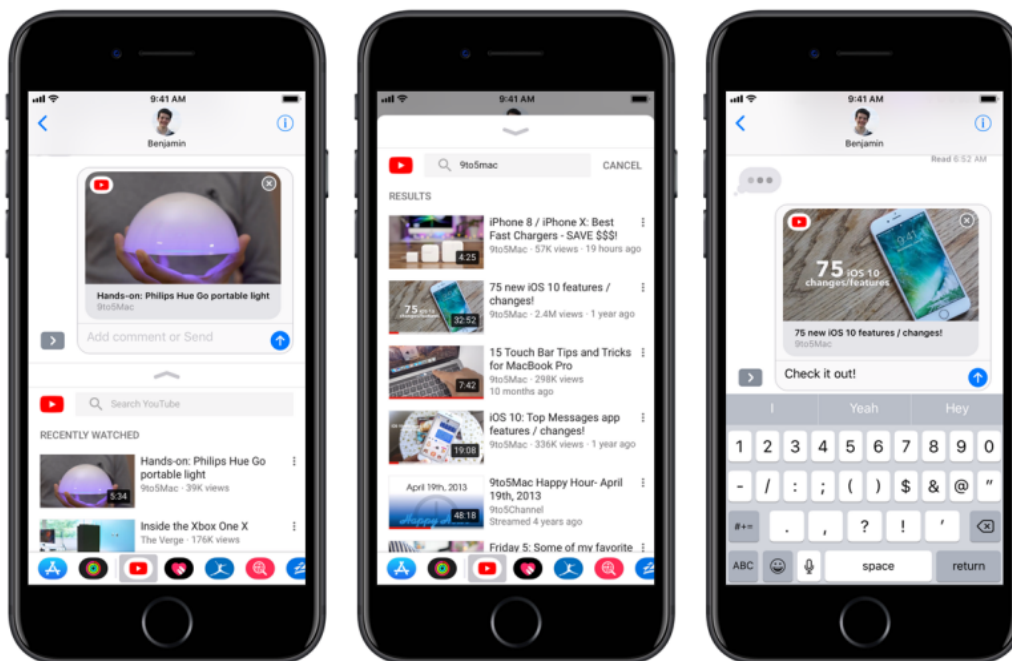 9:41 AM
Benjamin
Hands-on: Philips Hue Go portable light
9to5Mac
Add comment or Send
Search YouTube
RECENTLY WATCHED
Hands-on: Philips Hue Go
portable light
9to5Mac · 39K views
5:34
Inside the Xbox One X
The Verge · 176K views
9:41 AM
9to5mac
CANCEL
RESULTS
iPhone 8 / iPhone X: Best
Fast Chargers - SAVE $$$!
9to5Mac · 57K views · 19 hours ago
4:25
75 new iOS 10 features /
changes!
9to5Mac · 2.4M views · 1 year ago
75 iOS 10
32:52
15 Touch Bar Tips and Tricks
for MacBook Pro
9to5Mac · 298K views
10 months ago
7:42
iOS 10: Top Messages app
features / changes!
9to5Mac · 336K views · 1 year ago
19:08
April 19th, 2013
Happy Hour
48:18
9to5Mac Happy Hour- April
19th, 2013
9to5Channel
Streamed 4 years ago
Friday 5: Some of my favorite
9:41 AM
Benjamin
Read 6:52 AM
9:41
75 iOS 10
changes/features
75 new iOS 10 features / changes!
9to5Mac
Check it out!
I Yeah Hey
1 2 3 4 5 6 7 8 9 0
- / : ; ( ) $ & @ "
#+= . , ? ! '
ABC space return